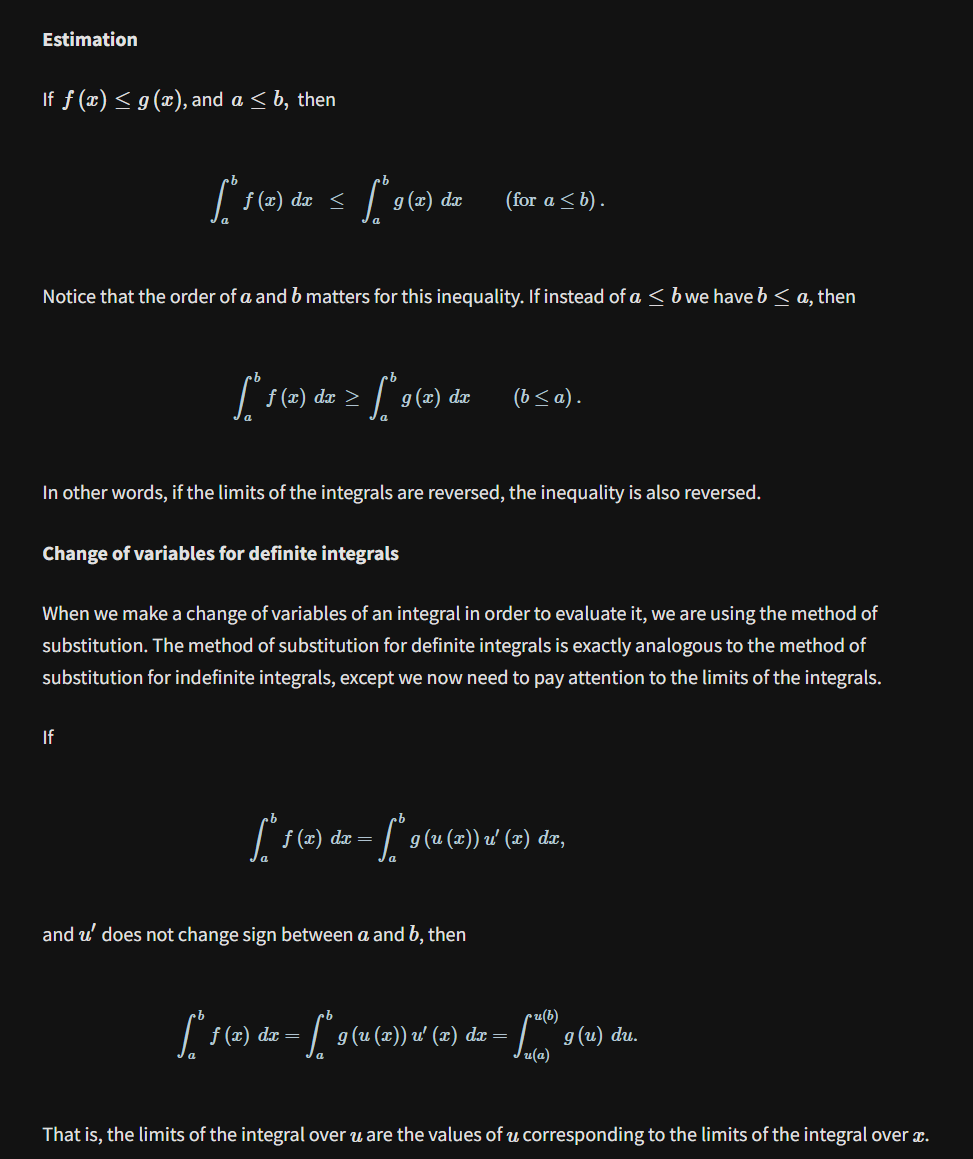 Estimation
If f (x) ≤ g (x), and a ≤ b, then
∫_a^b f (x) dx ≤ ∫_a^b g (x) dx (for a ≤ b) .
Notice that the order of a and b matters for this inequality. If instead of a ≤ b we have b ≤ a, then
∫_a^b f (x) dx ≥ ∫_a^b g (x) dx (b ≤ a) .
In other words, if the limits of the integrals are reversed, the inequality is also reversed.
Change of variables for definite integrals
When we make a change of variables of an integral in order to evaluate it, we are using the method of
substitution. The method of substitution for definite integrals is exactly analogous to the method of
substitution for indefinite integrals, except we now need to pay attention to the limits of the integrals.
If
∫_a^b f (x) dx = ∫_a^b g (u (x)) u′ (x) dx,
and u′ does not change sign between a and b, then
∫_a^b f (x) dx = ∫_a^b g (u (x)) u′ (x) dx = ∫_{u(a)}^{u(b)} g (u) du.
That is, the limits of the integral over u are the values of u corresponding to the limits of the integral over x.